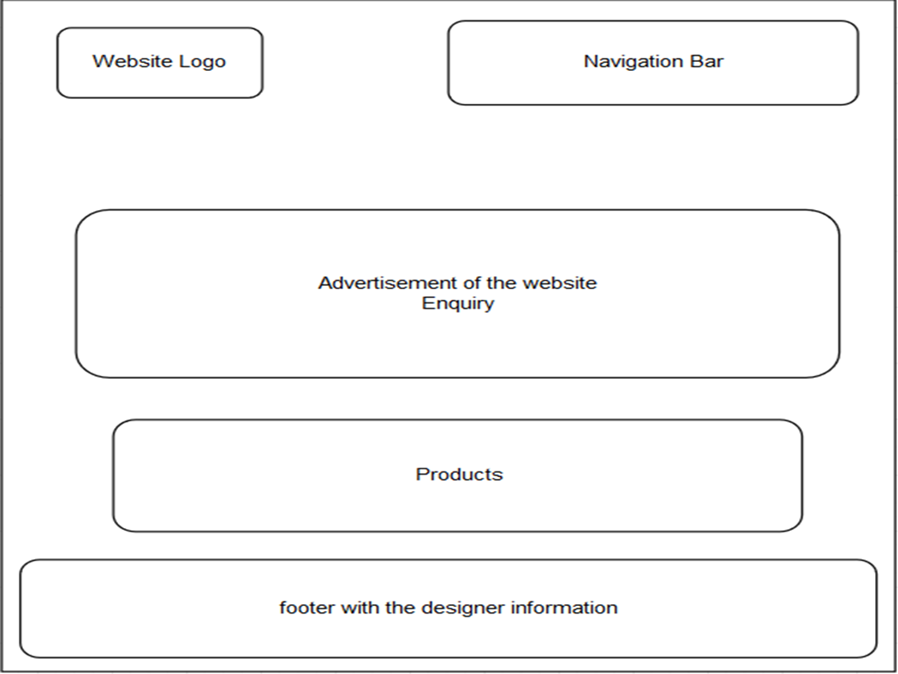 Website Logo
Navigation Bar
Advertisement of the website
Enquiry
Products
footer with the designer information